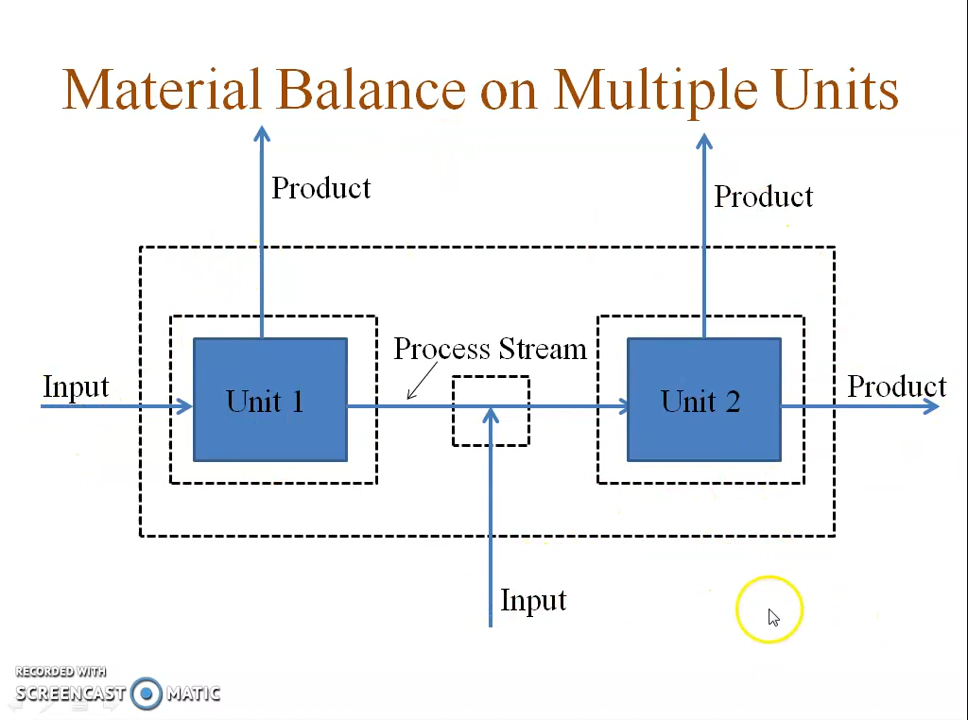 Material Balance on Multiple Units
Product
Product
Process Stream
Input
Unit 1
Unit 2
Product
Input
RECORDED WITH
SCREENCAST MATIC